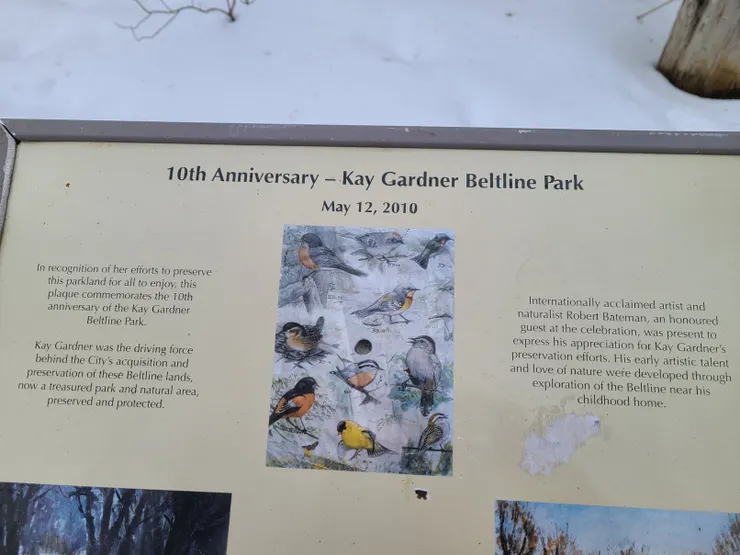 10th Anniversary – Kay Gardner Beltline Park
May 12, 2010
In recognition of her efforts to preserve
this parkland for all to enjoy, this
plaque commemorates the 10th
anniversary of the Kay Gardner
Beltline Park.
Kay Gardner was the driving force
behind the City's acquisition and
preservation of these Beltline lands,
now a treasured park and natural area,
preserved and protected.
Internationally acclaimed artist and
naturalist Robert Bateman, an honoured
guest at the celebration, was present to
express his appreciation for Kay Gardner's
preservation efforts. His early artistic talent
and love of nature were developed through
exploration of the Beltline near his
childhood home.